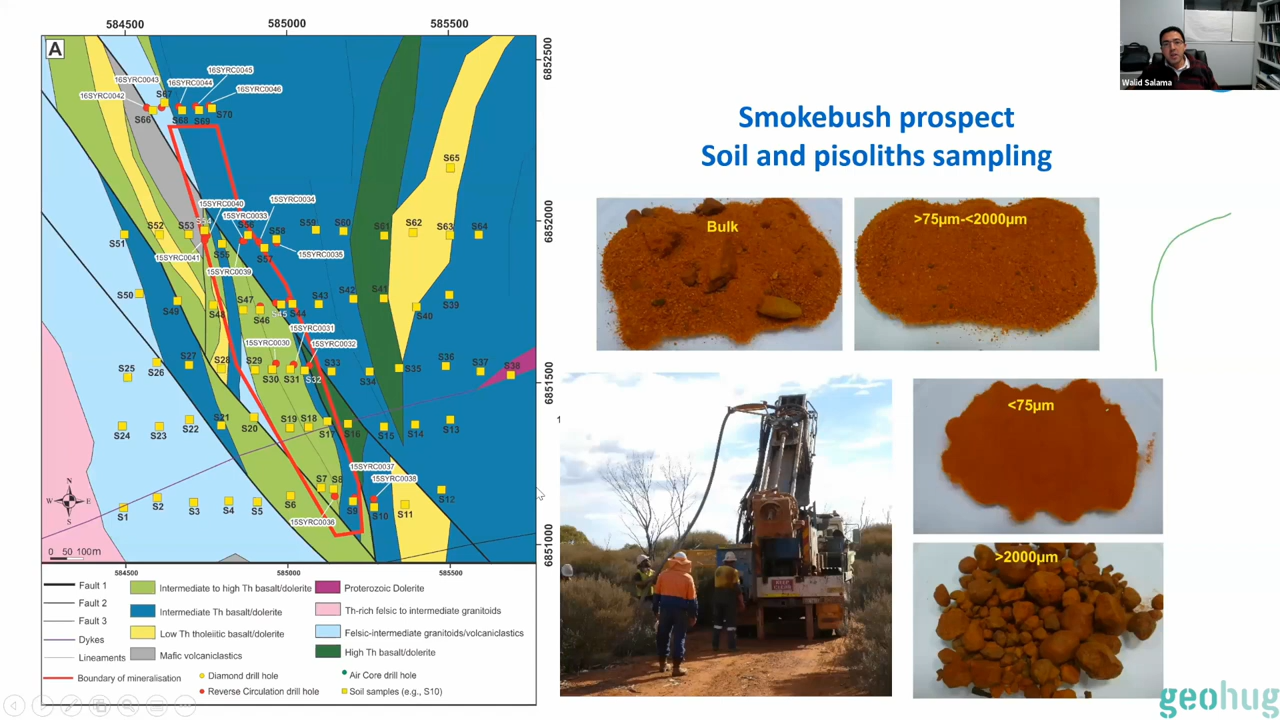 584500
585000
585500
A
6852500
6852000
6851500
6851000
16SYRC0043
16SYRC0045
16SYRC0044
16SYRC0042
16SYRC0046
S67
S66
S68
S69
S70
S65
15SYRC0040
15SYRC0034
15SYRC0033
S51
S52
S53
S56
S58
S59
S60
S61
S62
S63
S64
S55
S57
15SYRC0041
15SYRC0035
15SYRC0039
S50
S49
S48
S47
S46
S45
S44
S43
S42
S41
S40
S39
15SYRC0031
15SYRC0030
15SYRC0032
S25
S26
S27
S28
S29
S30
S31
S32
S33
S34
S35
S36
S37
S38
S24
S23
S22
S21
S20
S19
S18
S17
S16
S15
S14
S13
15SYRC0037
15SYRC0038
S7
S8
S1
S2
S3
S4
S5
S6
S9
S10
S11
S12
15SYRC0036
N
W
E
S
0 50 100m
584500
585000
585500
Fault 1
Fault 2
Fault 3
Dykes
Lineaments
Boundary of mineralisation
Intermediate to high Th basalt/dolerite
Intermediate Th basalt/dolerite
Low Th tholeiitic basalt/dolerite
Mafic volcaniclastics
Diamond drill hole
Reverse Circulation drill hole
Proterozoic Dolerite
Th-rich felsic to intermediate granitoids
Felsic-intermediate granitoids/volcaniclastics
High Th basalt/dolerite
Air Core drill hole
Soil samples (e.g., S10)
Smokebush prospect
Soil and pisoliths sampling
Bulk
>75µm-<2000µm
<75µm
>2000µm
1
Walid Salama
geohug